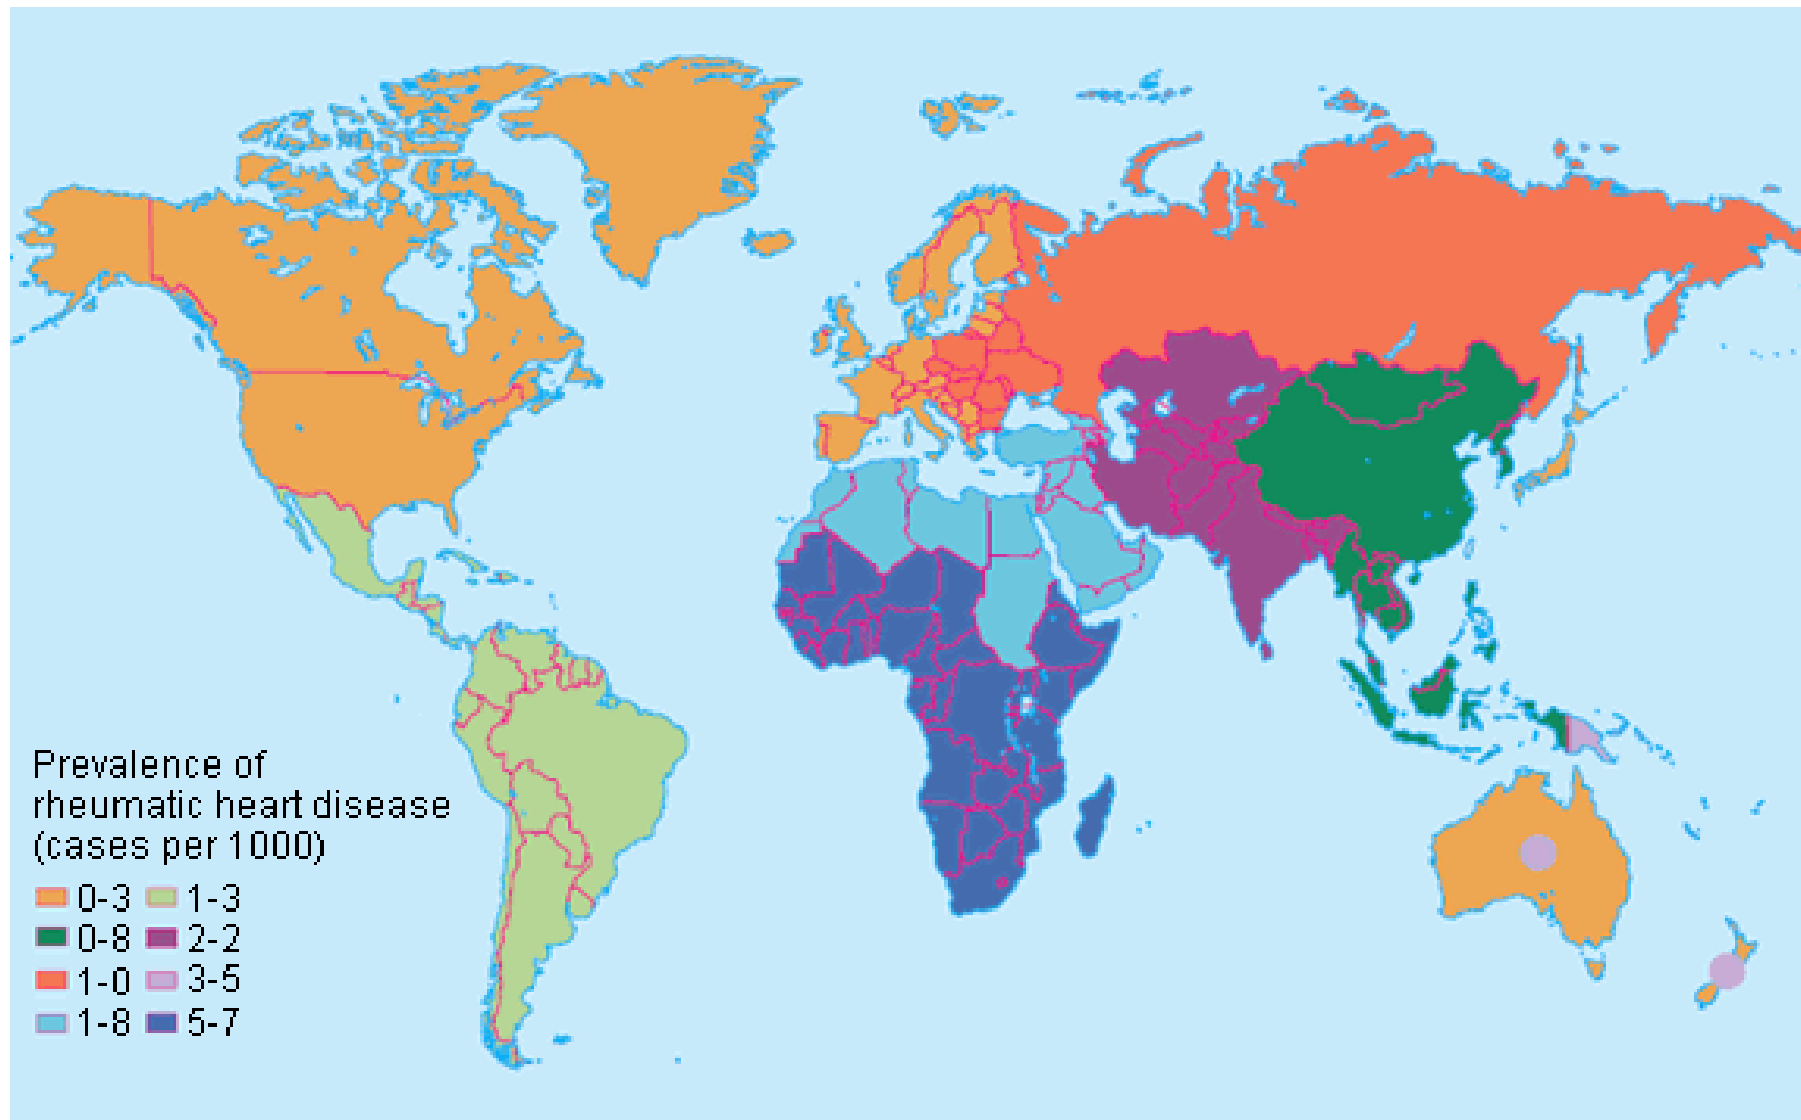 Prevalence of
rheumatic heart disease
(cases per 1000)
0-3 1-3
0-8 2-2
1-0 3-5
1-8 5-7